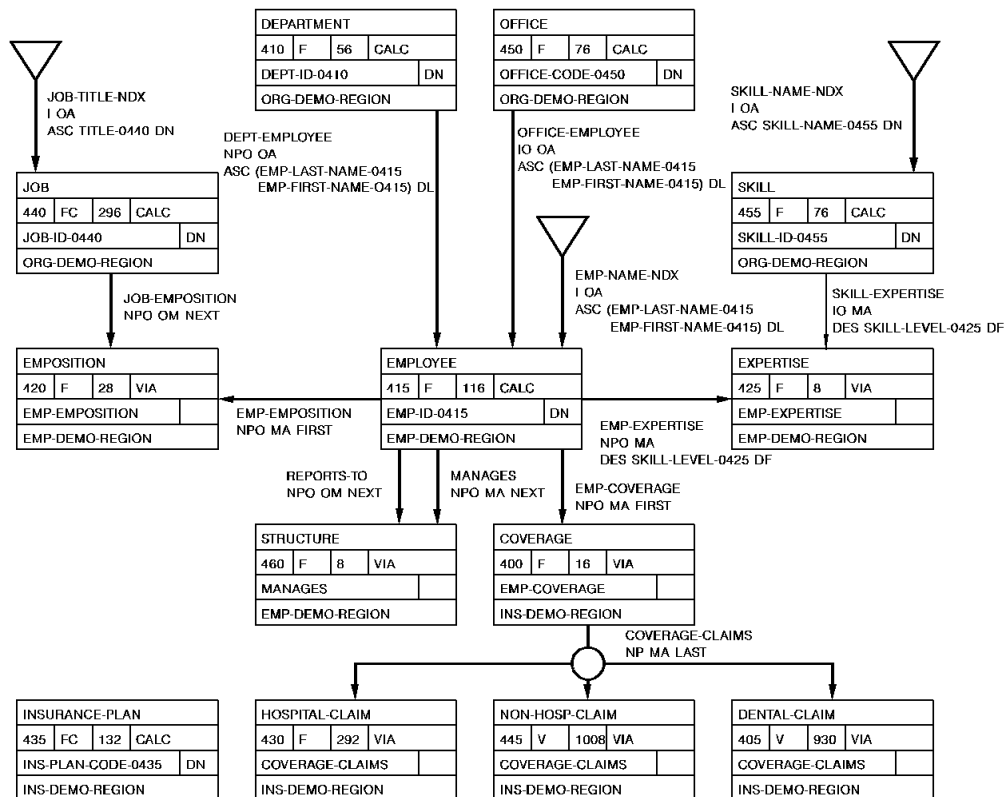 DEPARTMENT
410 F 56 CALC
DEPT-ID-0410 DN
ORG-DEMO-REGION
OFFICE
450 F 76 CALC
OFFICE-CODE-0450 DN
ORG-DEMO-REGION
JOB-TITLE-NDX
I OA
ASC TITLE-0440 DN
SKILL-NAME-NDX
I OA
ASC SKILL-NAME-0455 DN
DEPT-EMPLOYEE
NPO OA
ASC (EMP-LAST-NAME-0415
EMP-FIRST-NAME-0415) DL
OFFICE-EMPLOYEE
IO OA
ASC (EMP-LAST-NAME-0415
EMP-FIRST-NAME-0415) DL
JOB
440 FC 296 CALC
JOB-ID-0440 DN
ORG-DEMO-REGION
SKILL
455 F 76 CALC
SKILL-ID-0455 DN
ORG-DEMO-REGION
EMP-NAME-NDX
I OA
ASC (EMP-LAST-NAME-0415
EMP-FIRST-NAME-0415) DL
JOB-EMPOSITION
NPO OM NEXT
SKILL-EXPERTISE
IO MA
DES SKILL-LEVEL-0425 DF
EMPOSITION
420 F 28 VIA
EMP-EMPOSITION
EMP-DEMO-REGION
EMPLOYEE
415 F 116 CALC
EMP-ID-0415 DN
EMP-DEMO-REGION
EXPERTISE
425 F 8 VIA
EMP-EXPERTISE
EMP-DEMO-REGION
EMP-EMPOSITION
NPO MA FIRST
EMP-EXPERTISE
NPO MA
DES SKILL-LEVEL-0425 DF
REPORTS-TO
NPO OM NEXT
MANAGES
NPO MA NEXT
EMP-COVERAGE
NPO MA FIRST
STRUCTURE
460 F 8 VIA
MANAGES
EMP-DEMO-REGION
COVERAGE
400 F 16 VIA
EMP-COVERAGE
INS-DEMO-REGION
COVERAGE-CLAIMS
NP MA LAST
INSURANCE-PLAN
435 FC 132 CALC
INS-PLAN-CODE-0435 DN
INS-DEMO-REGION
HOSPITAL-CLAIM
430 F 292 VIA
COVERAGE-CLAIMS
INS-DEMO-REGION
NON-HOSP-CLAIM
445 V 1008 VIA
COVERAGE-CLAIMS
INS-DEMO-REGION
DENTAL-CLAIM
405 V 930 VIA
COVERAGE-CLAIMS
INS-DEMO-REGION